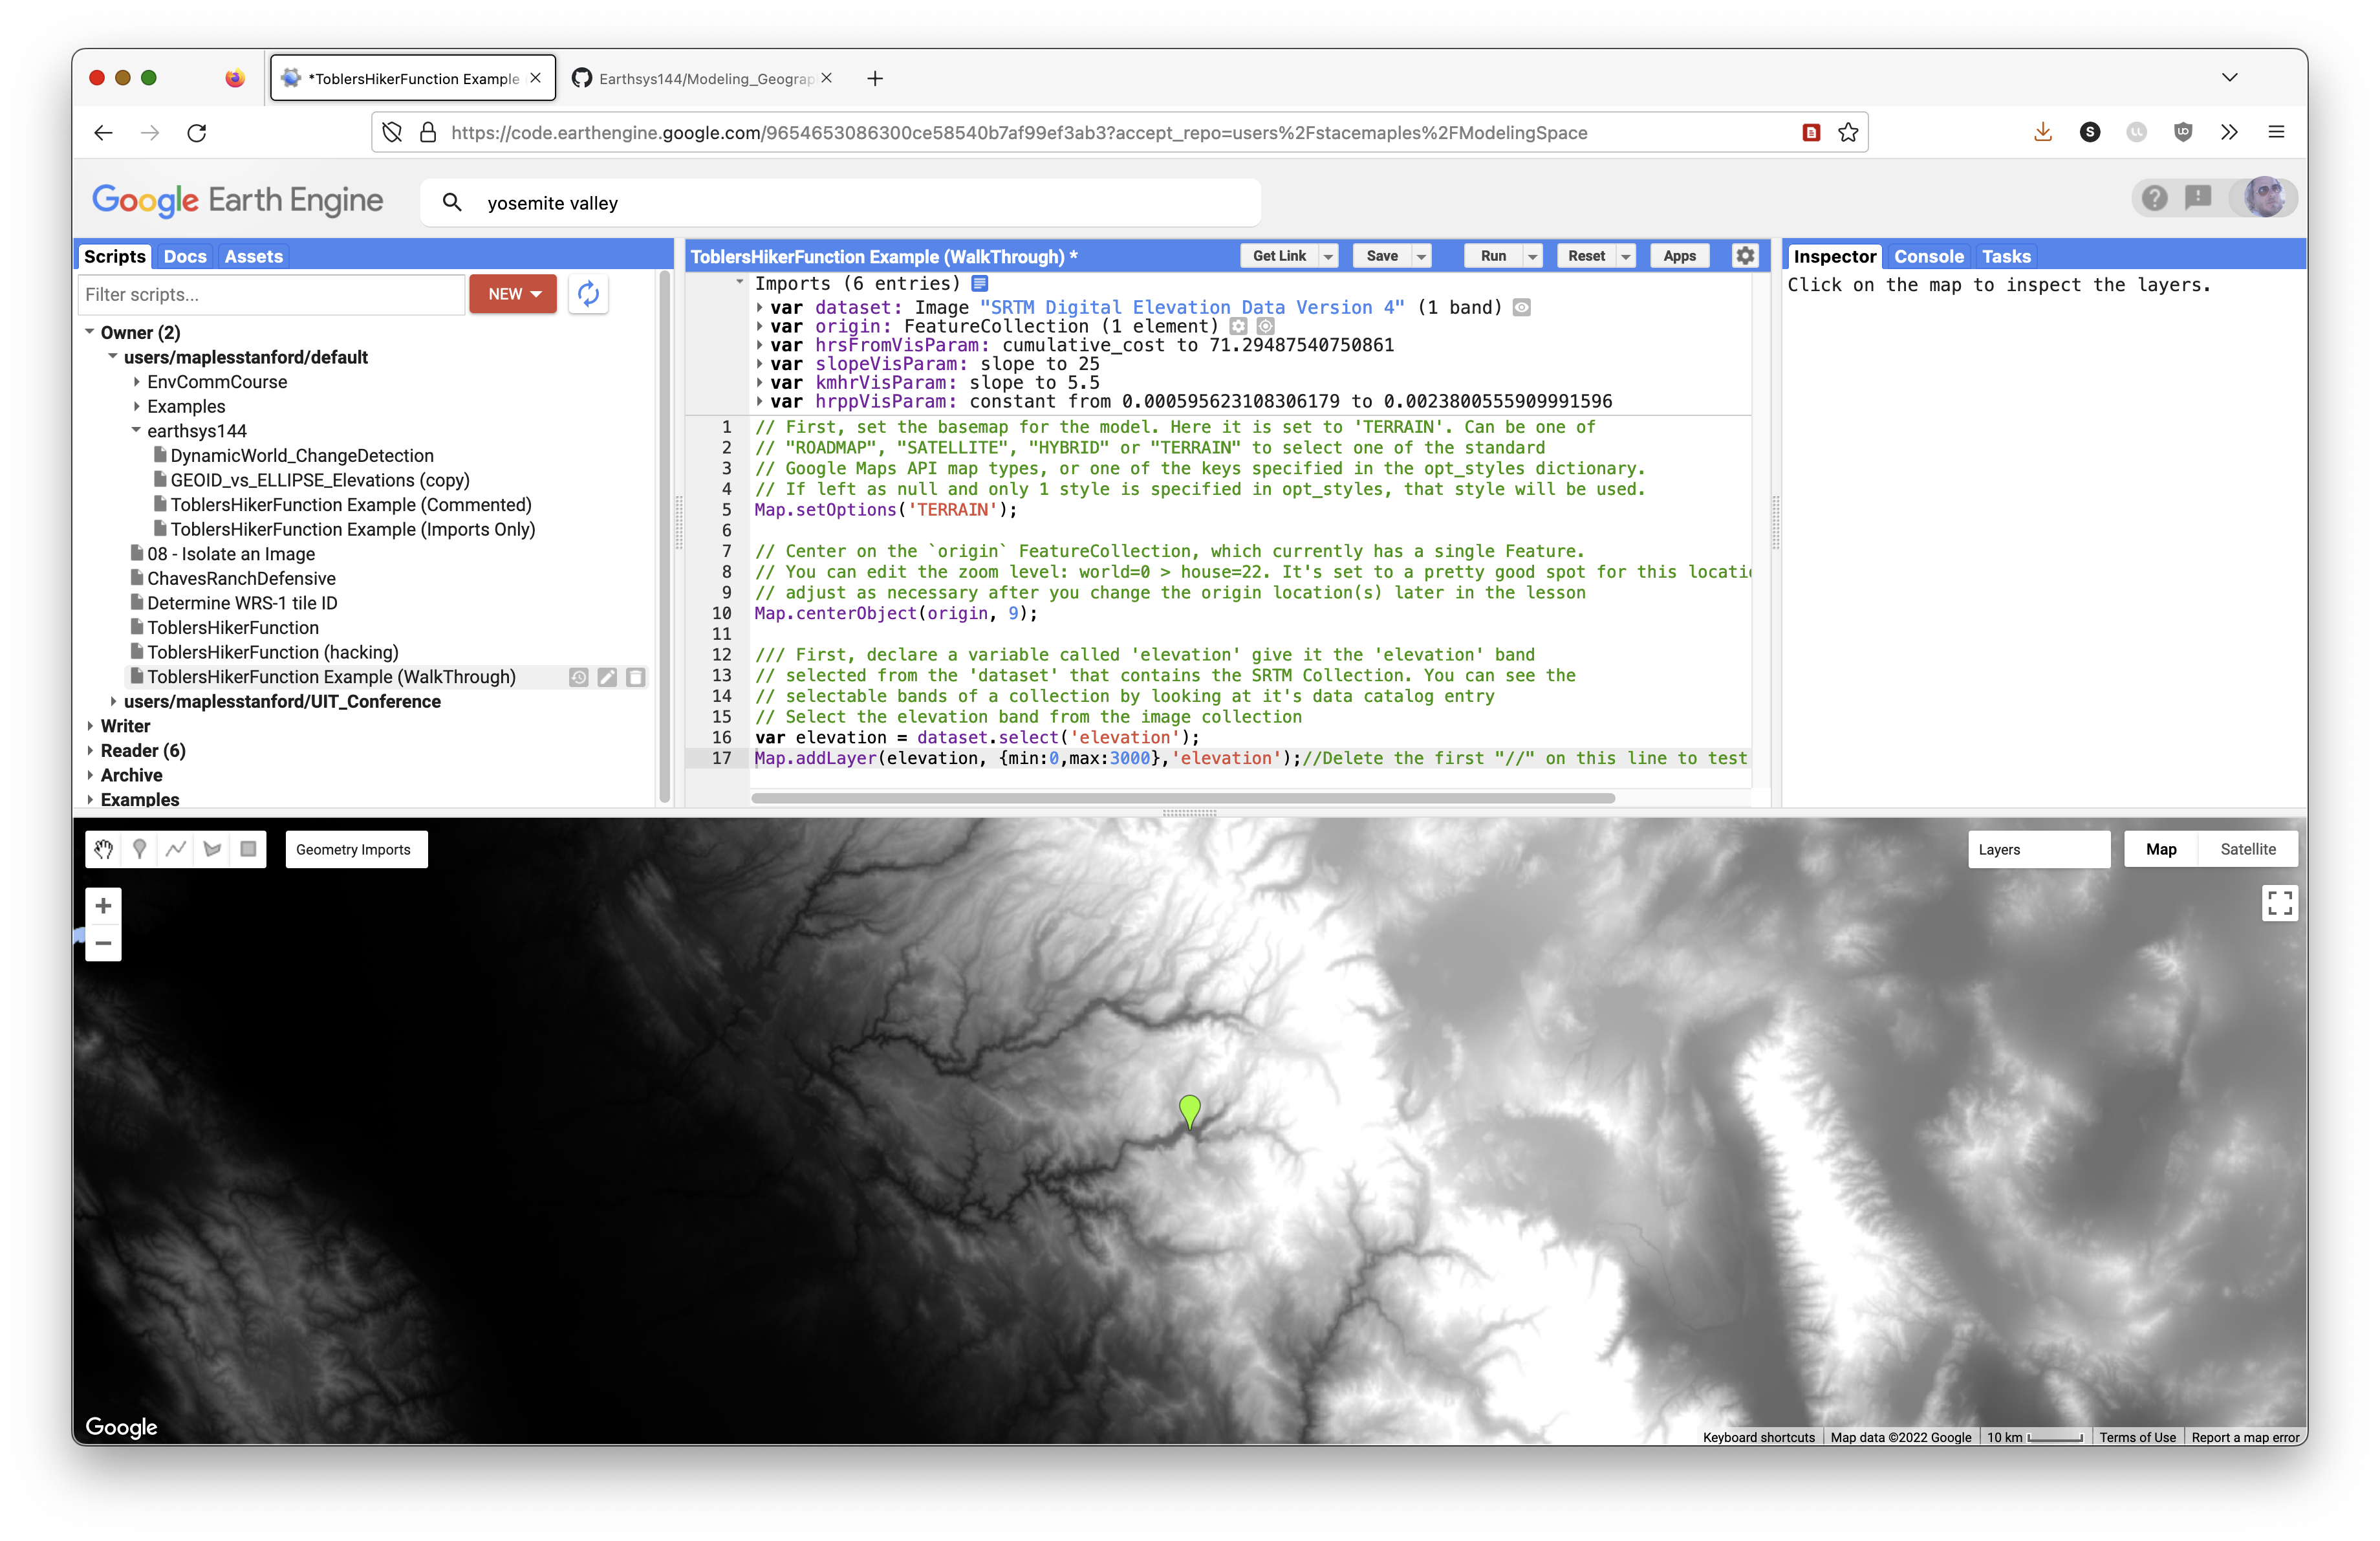 *ToblersHikerFunction Example
Earthsys144/Modeling_Geograp
https://code.earthengine.google.com/9654653086300ce58540b7af99ef3ab3?accept_repo=users%2Fstacemaples%2FModelingSpace
Google Earth Engine
yosemite valley
Scripts Docs Assets
Filter scripts...
NEW
Owner (2)
users/maplesstanford/default
EnvCommCourse
Examples
earthsys144
DynamicWorld_ChangeDetection
GEOID_vs_ELLIPSE_Elevations (copy)
ToblersHikerFunction Example (Commented)
ToblersHikerFunction Example (Imports Only)
08 - Isolate an Image
ChavesRanchDefensive
Determine WRS-1 tile ID
ToblersHikerFunction
ToblersHikerFunction (hacking)
ToblersHikerFunction Example (WalkThrough)
users/maplesstanford/UIT_Conference
Writer
Reader (6)
Archive
Examples
ToblersHikerFunction Example (WalkThrough) *
Get Link Save Run Reset Apps
Imports (6 entries)
var dataset: Image "SRTM Digital Elevation Data Version 4" (1 band)
var origin: FeatureCollection (1 element)
var hrsFromVisParam: cumulative_cost to 71.29487540750861
var slopeVisParam: slope to 25
var kmhrVisParam: slope to 5.5
var hrppVisParam: constant from 0.000595623108306179 to 0.0023800555909991596
1 // First, set the basemap for the model. Here it is set to 'TERRAIN'. Can be one of
2 // "ROADMAP", "SATELLITE", "HYBRID" or "TERRAIN" to select one of the standard
3 // Google Maps API map types, or one of the keys specified in the opt_styles dictionary.
4 // If left as null and only 1 style is specified in opt_styles, that style will be used.
5 Map.setOptions('TERRAIN');
6
7 // Center on the `origin` FeatureCollection, which currently has a single Feature.
8 // You can edit the zoom level: world=0 > house=22. It's set to a pretty good spot for this locati
9 // adjust as necessary after you change the origin location(s) later in the lesson
10 Map.centerObject(origin, 9);
11
12 /// First, declare a variable called 'elevation' give it the 'elevation' band
13 // selected from the 'dataset' that contains the SRTM Collection. You can see the
14 // selectable bands of a collection by looking at it's data catalog entry
15 // Select the elevation band from the image collection
16 var elevation = dataset.select('elevation');
17 Map.addLayer(elevation, {min:0,max:3000},'elevation');//Delete the first "//" on this line to test
Inspector Console Tasks
Click on the map to inspect the layers.
Geometry Imports
Layers
Map Satellite
Google
Keyboard shortcuts
Map data ©2022 Google
10 km
Terms of Use
Report a map error